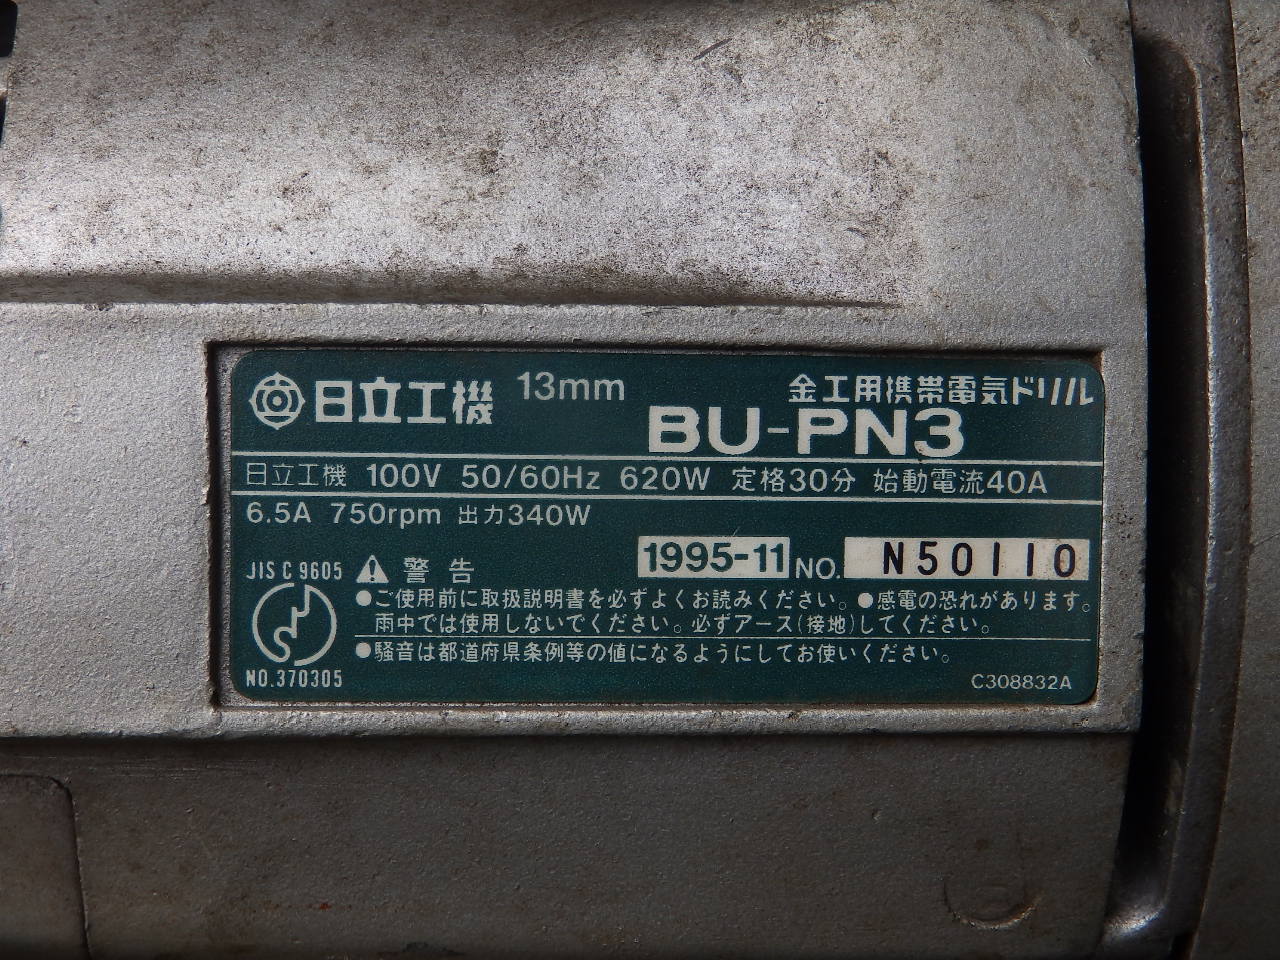 日立工機 13mm 金工用携帯電気ドリル
BU-PN3
日立工機 100V 50/60Hz 620W 定格30分 始動電流40A
6.5A 750rpm 出力340W
1995-11 NO. N50110
JIS C 9605 警告
●ご使用前に取扱説明書を必ずよくお読みください。●感電の恐れがあります。
雨中では使用しないでください。必ずアース(接地)してください。
●騒音は都道府県条例等の値になるようにしてお使いください。
NO.370305
C308832A